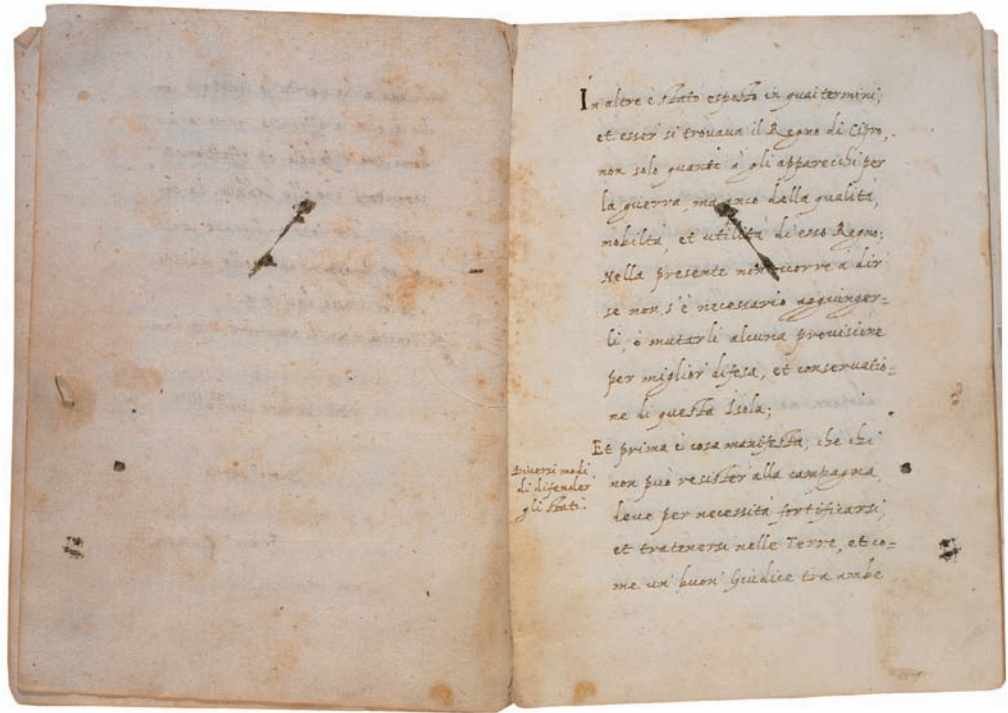 In altre è stato esposto in quai termini,
et esser si trouaua il Regno di Cipro,
non solo quanto à gli apparecchi per
la guerra, ma anco della qualità,
nobiltà, et utilità di esso Regno;
Nella presente non occorre à dir
se non s'è necessario aggiunger=
li, ò mutarli alcuna prouisione
per miglior difesa, et conseruatio=
ne di questa Isola;
Et prima è cosa manifesta, che chi
non può resister alla campagna,
deue per necessità fortificarsi,
et tratenersi nelle Terre, et co=
me un buon Giudice tra ambe
Diuersi modi
di difender
gli stati.